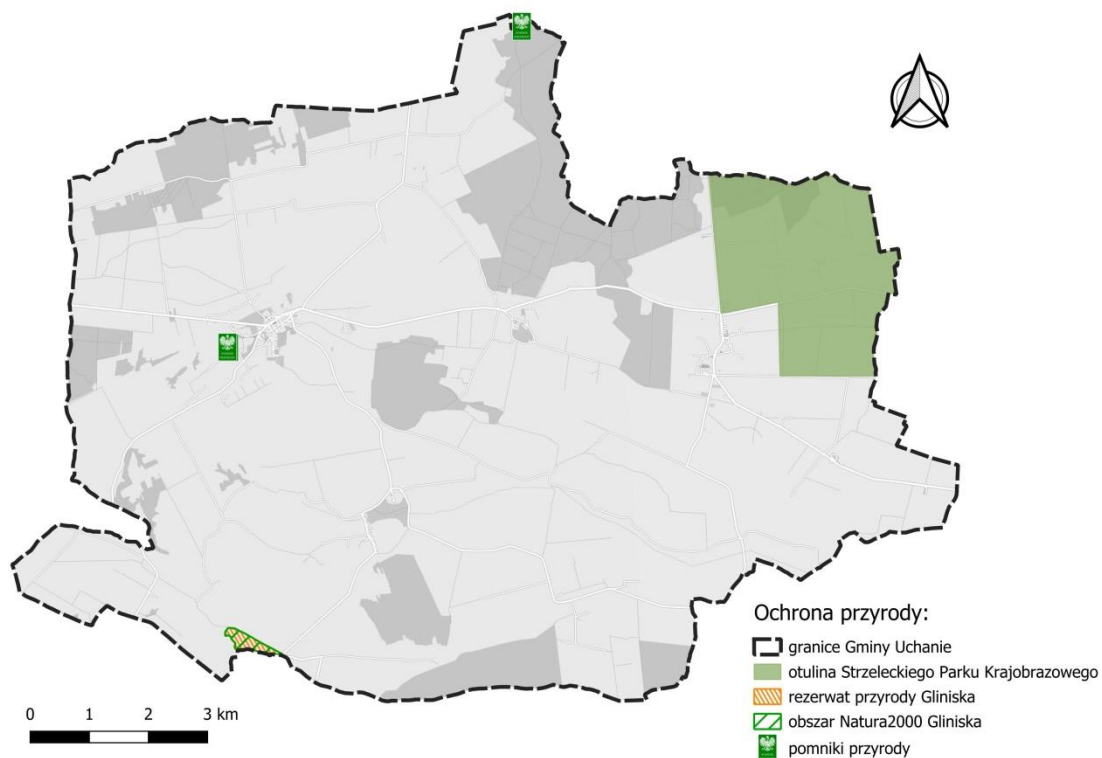 Ochrona przyrody:
granice Gminy Uchanie
otulina Strzeleckiego Parku Krajobrazowego
rezerwat przyrody Gliniska
obszar Natura2000 Gliniska
pomniki przyrody
0 1 2 3 km